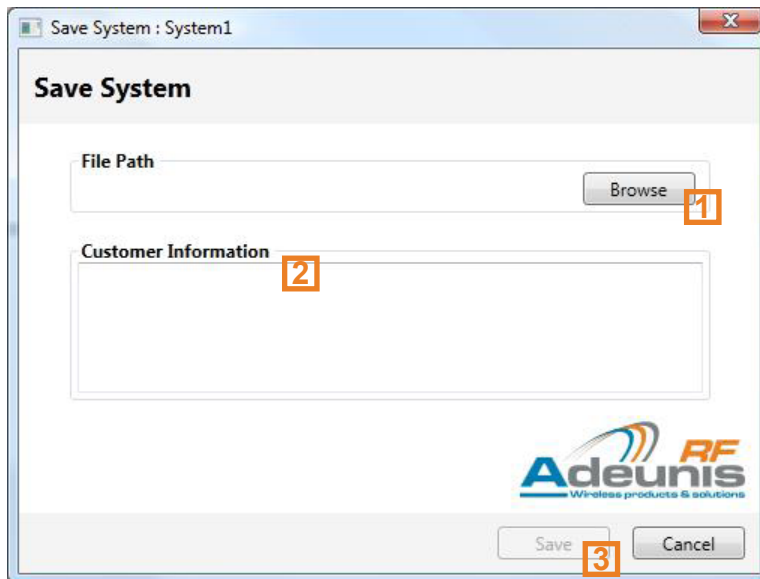 Save System : System1
x
Save System
File Path
Browse
1
Customer Information
2
RF
Adeunis
Wireless products & solutions
Save
3
Cancel